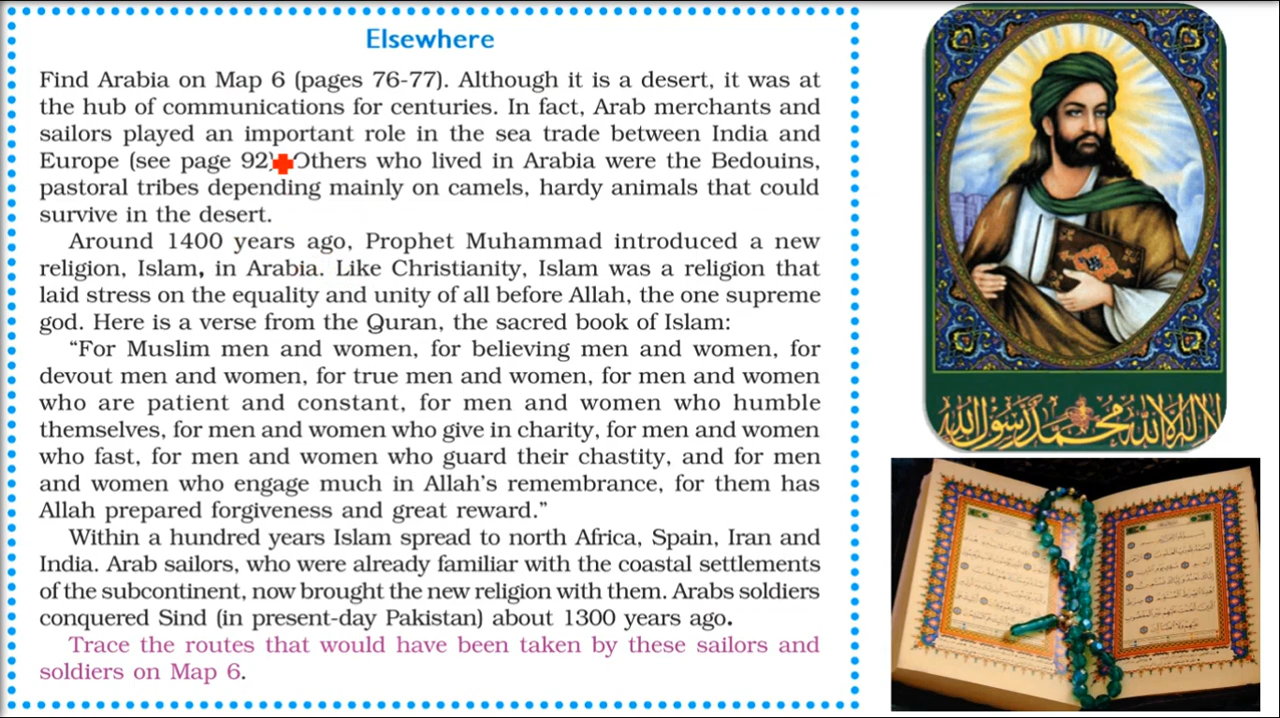 Elsewhere
Find Arabia on Map 6 (pages 76-77). Although it is a desert, it was at
the hub of communications for centuries. In fact, Arab merchants and
sailors played an important role in the sea trade between India and
Europe (see page 92). Others who lived in Arabia were the Bedouins,
pastoral tribes depending mainly on camels, hardy animals that could
survive in the desert.
Around 1400 years ago, Prophet Muhammad introduced a new
religion, Islam, in Arabia. Like Christianity, Islam was a religion that
laid stress on the equality and unity of all before Allah, the one supreme
god. Here is a verse from the Quran, the sacred book of Islam:
“For Muslim men and women, for believing men and women, for
devout men and women, for true men and women, for men and women
who are patient and constant, for men and women who humble
themselves, for men and women who give in charity, for men and women
who fast, for men and women who guard their chastity, and for men
and women who engage much in Allah’s remembrance, for them has
Allah prepared forgiveness and great reward.”
Within a hundred years Islam spread to north Africa, Spain, Iran and
India. Arab sailors, who were already familiar with the coastal settlements
of the subcontinent, now brought the new religion with them. Arabs soldiers
conquered Sind (in present-day Pakistan) about 1300 years ago.
Trace the routes that would have been taken by these sailors and
soldiers on Map 6.
لا إله إلا الله محمد رسول الله